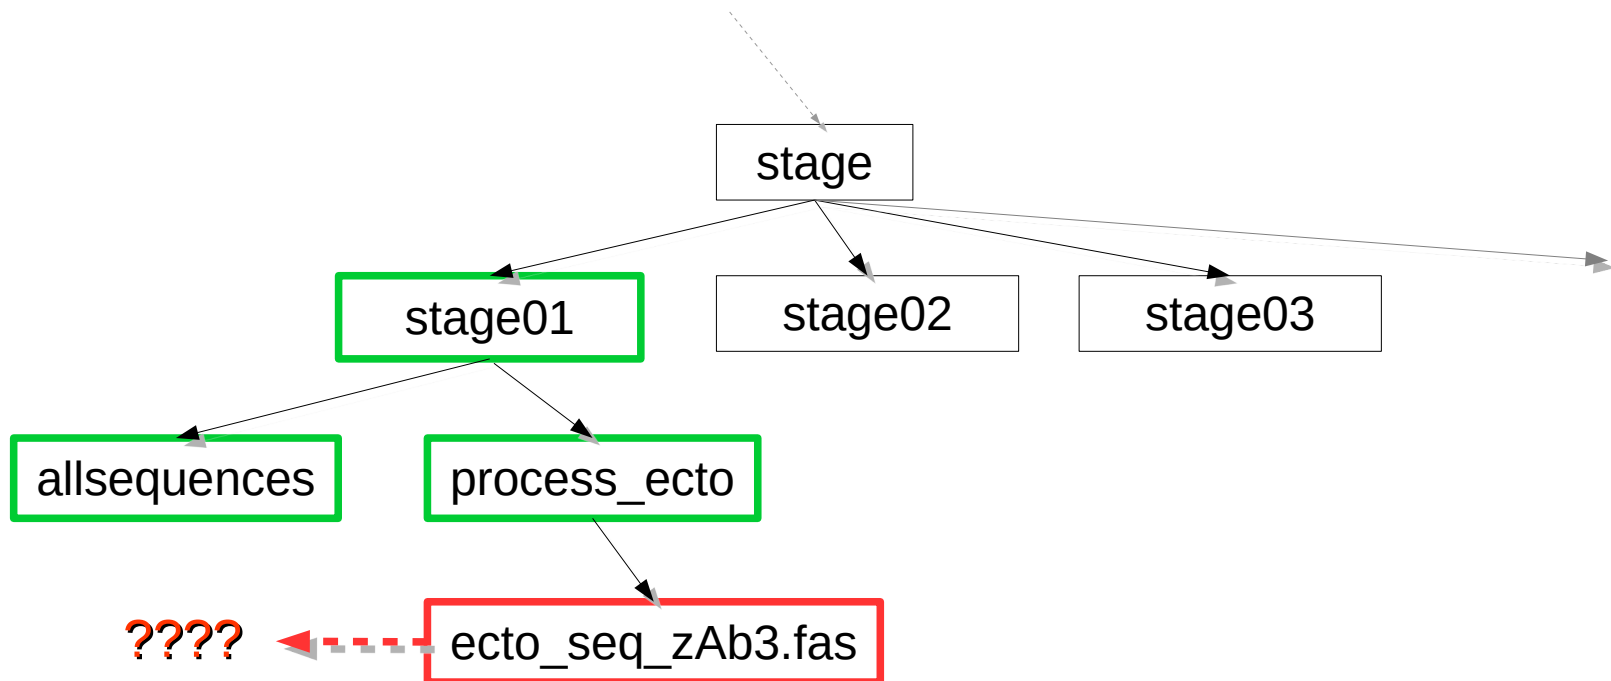 stage
stage01
stage02
stage03
allsequences
process_ecto
????
ecto_seq_zAb3.fas